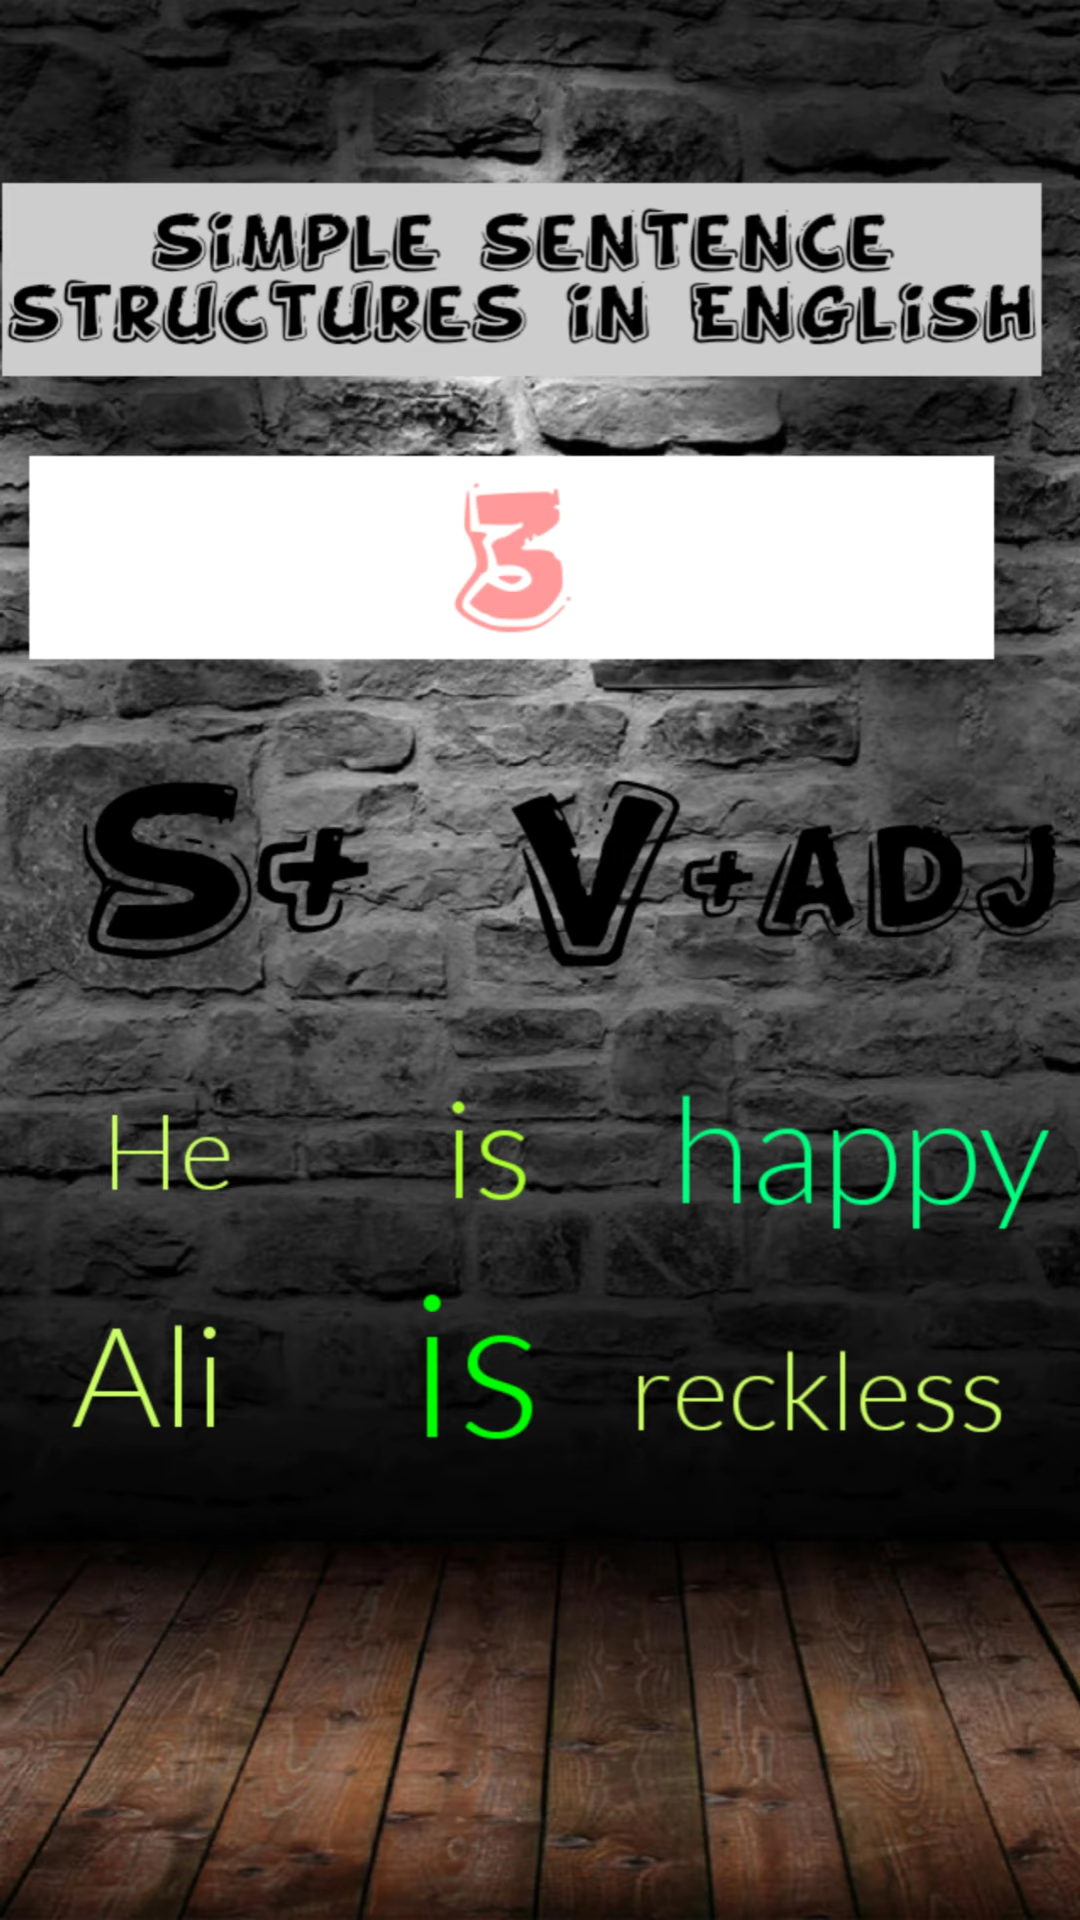 SiMPLE SENTENCE
STRUCTURES iN ENGLiSH
3
S+ V+ADJ
He is happy
Ali is reckless